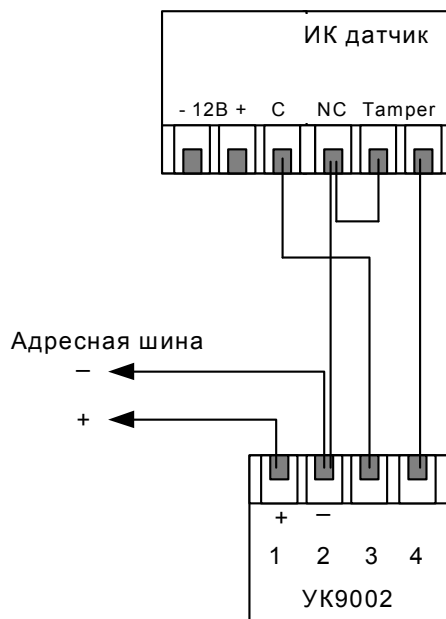 ИК датчик
- 12В + C NC Tamper
Адресная шина
–
+
+ –
1 2 3 4
УК9002